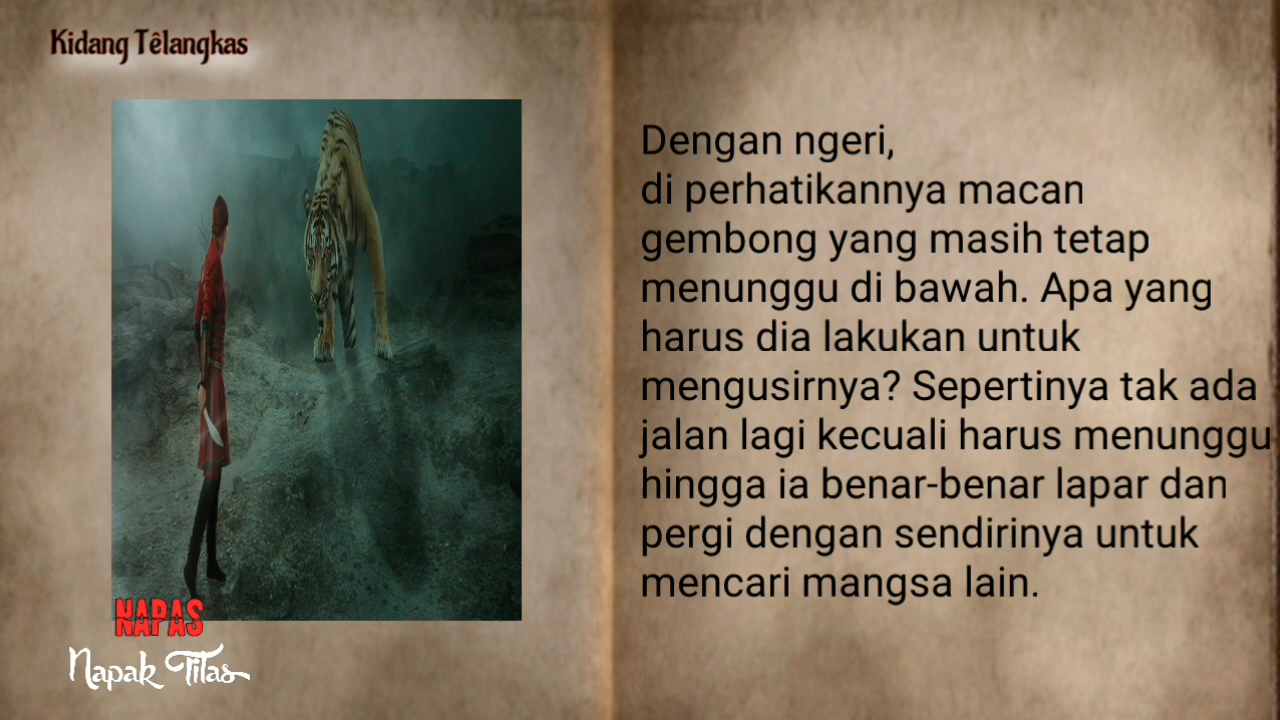 Kidang Têlangkas
Dengan ngeri,
di perhatikannya macan
gembong yang masih tetap
menunggu di bawah. Apa yang
harus dia lakukan untuk
mengusirnya? Sepertinya tak ada
jalan lagi kecuali harus menunggu
hingga ia benar-benar lapar dan
pergi dengan sendirinya untuk
mencari mangsa lain.
NAPAS
Napak Tilas